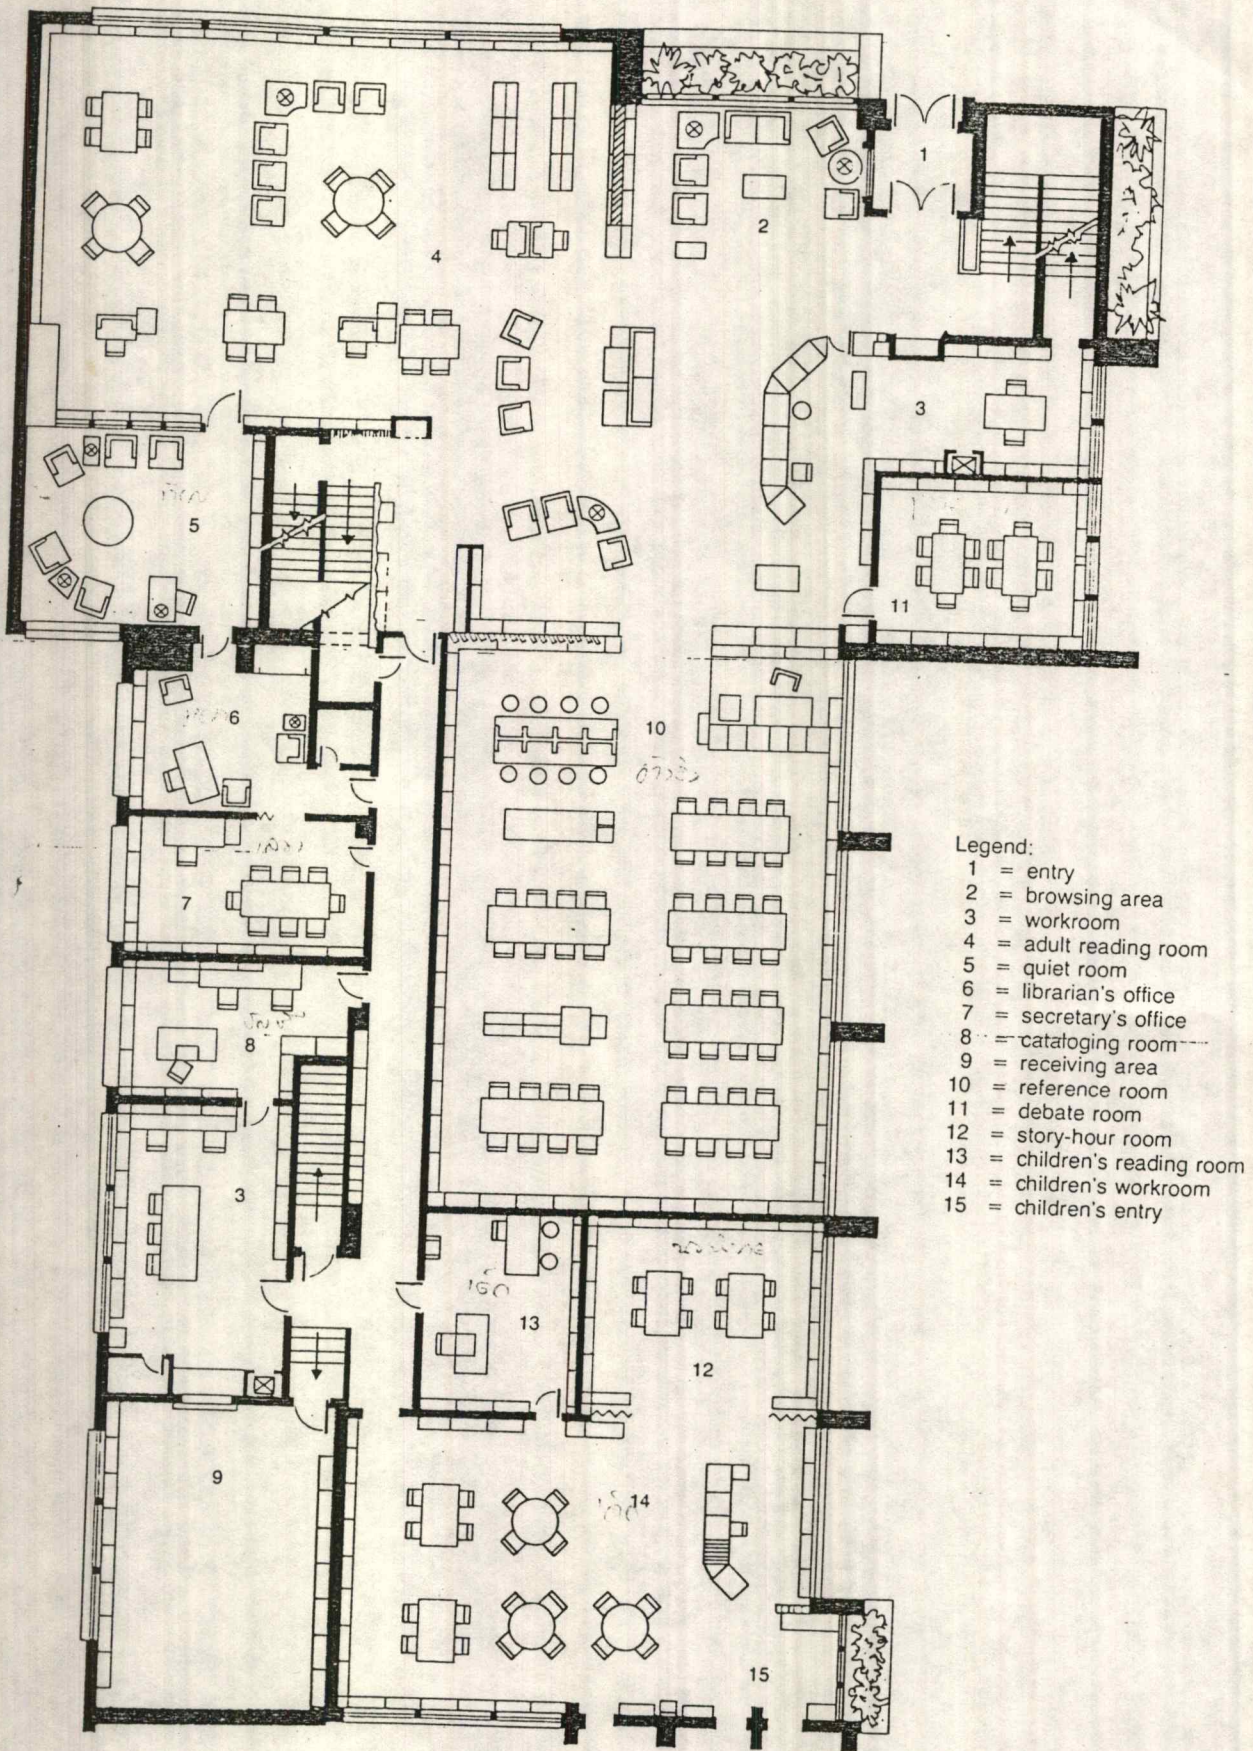 1
2
4
3
5
11
6
10
7
8
3
13
12
9
14
15
Legend:
1 = entry
2 = browsing area
3 = workroom
4 = adult reading room
5 = quiet room
6 = librarian's office
7 = secretary's office
8 = cataloging room
9 = receiving area
10 = reference room
11 = debate room
12 = story-hour room
13 = children's reading room
14 = children's workroom
15 = children's entry